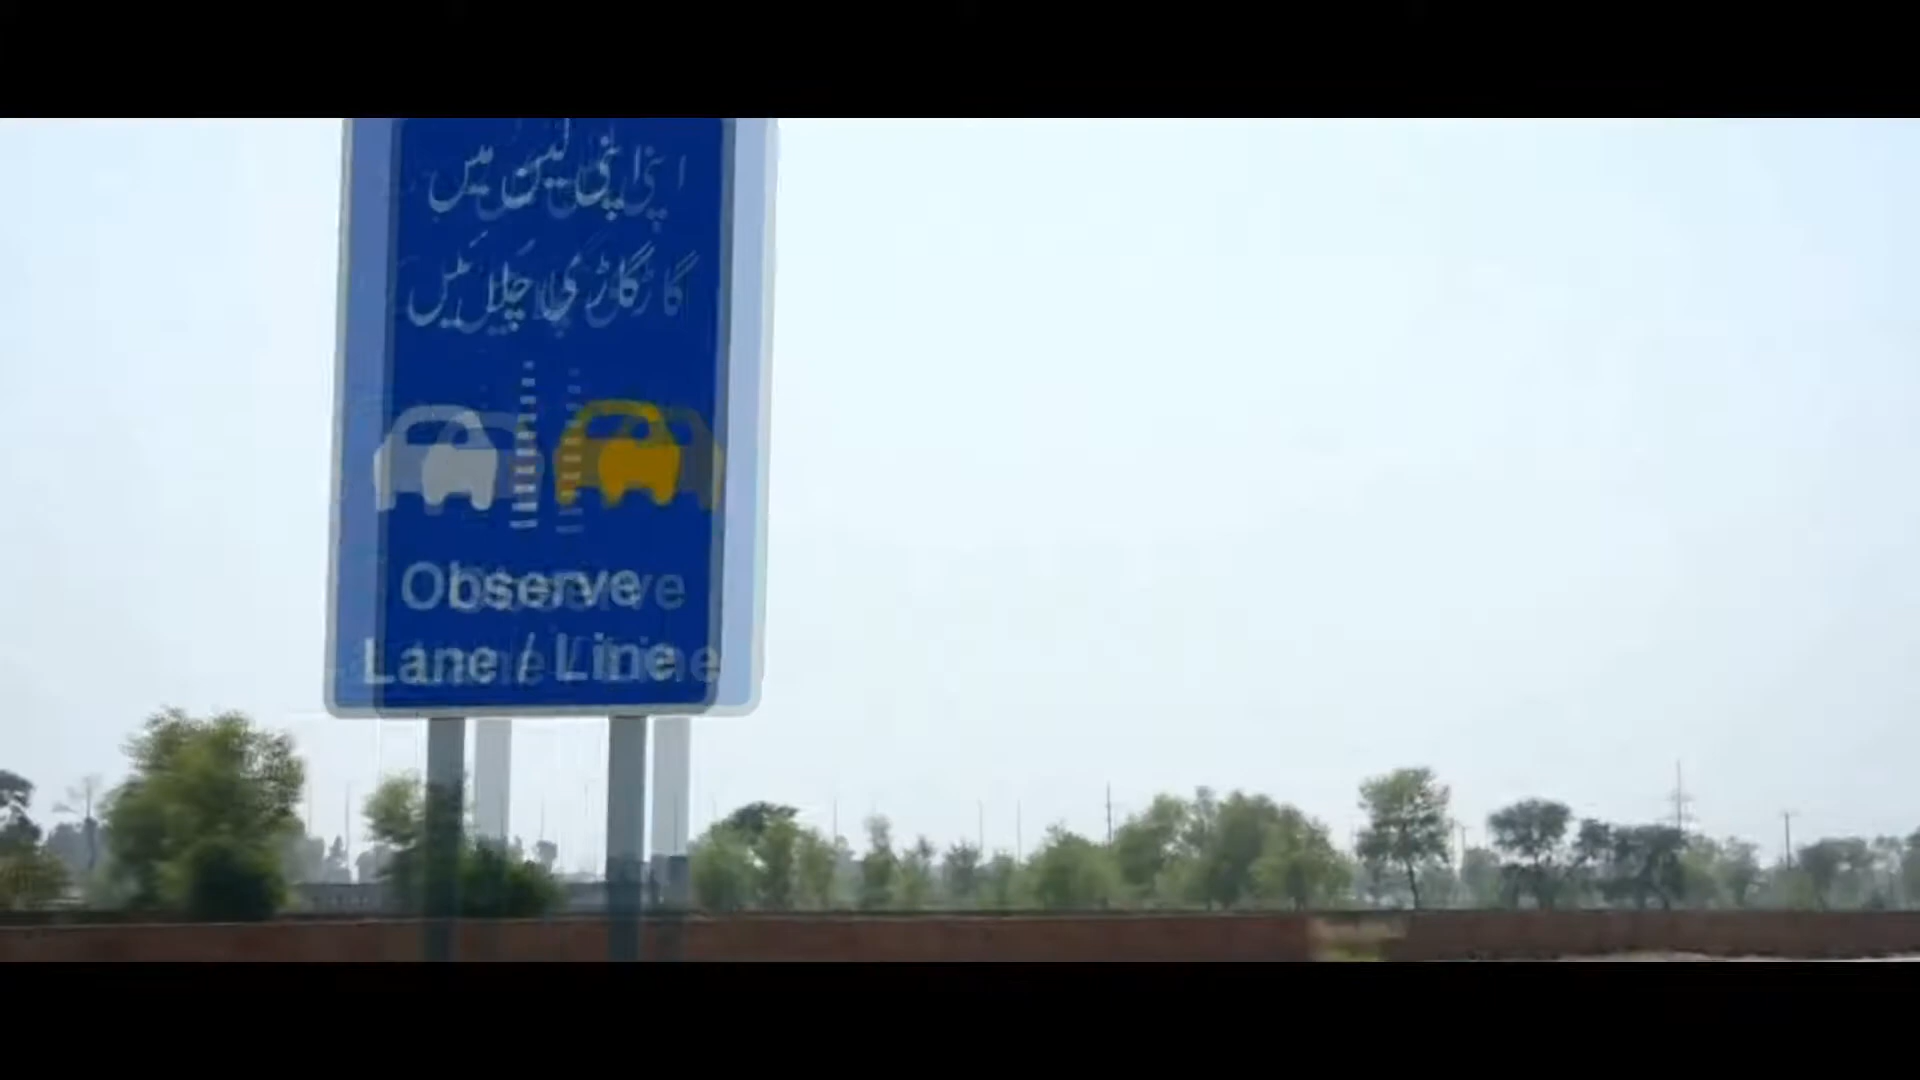 اپنی اپنی لین میں
گاڑی چلائیں
Observe
Lane / Line